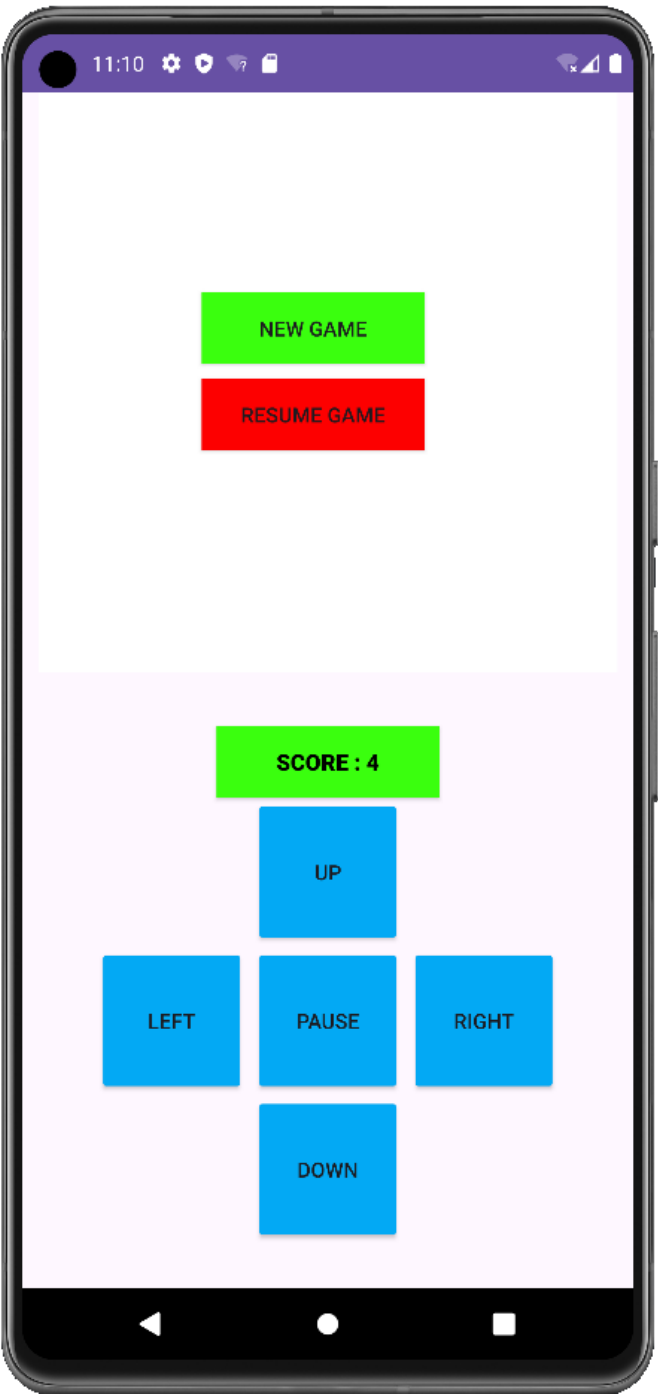 11:10
NEW GAME
RESUME GAME
SCORE : 4
UP
LEFT PAUSE RIGHT
DOWN